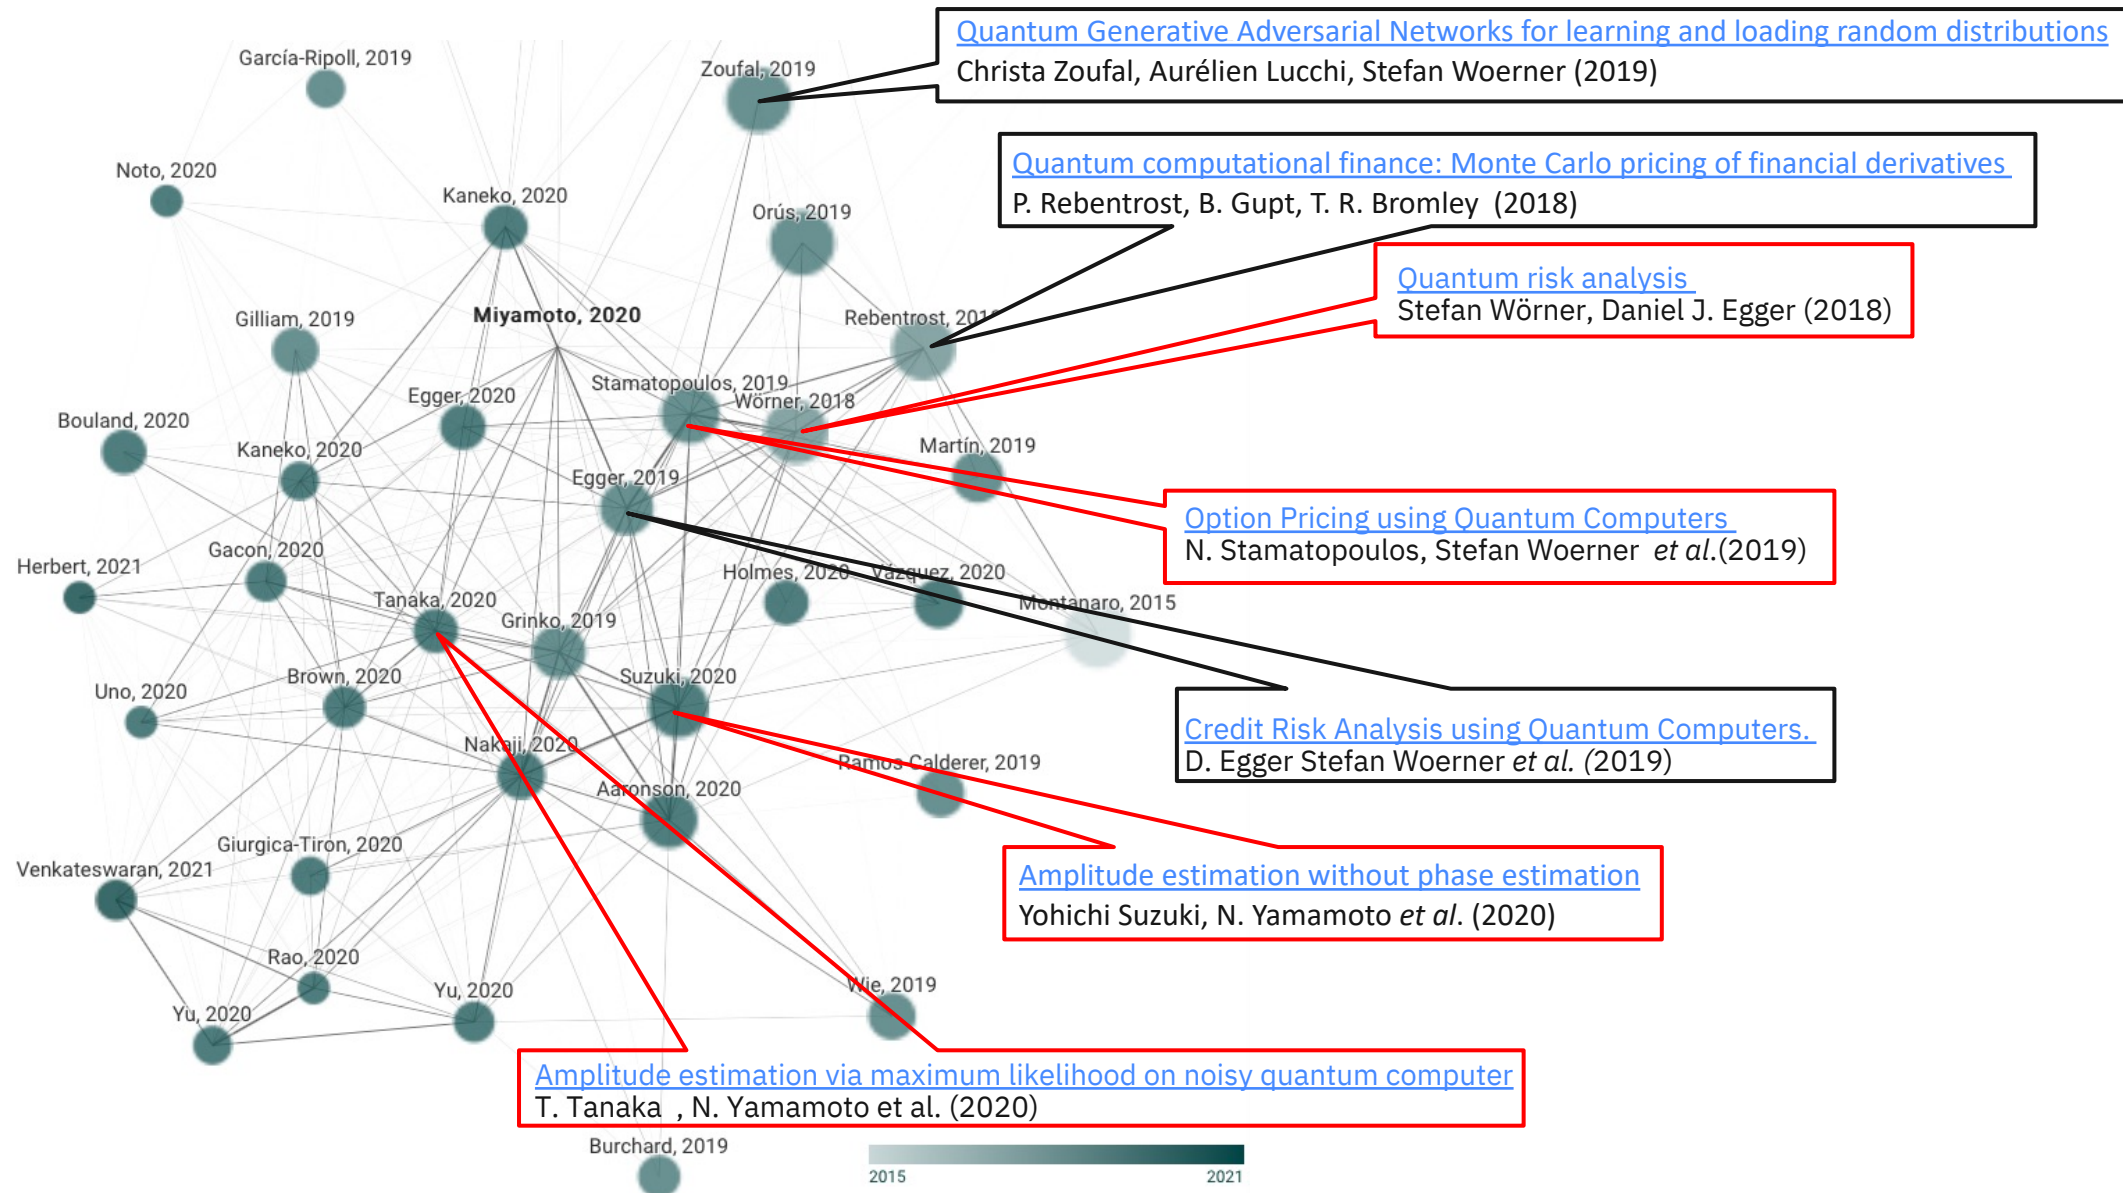 Quantum Generative Adversarial Networks for learning and loading random distributions
Christa Zoufal, Aurélien Lucchi, Stefan Woerner (2019)
García-Ripoll, 2019
Zoufal, 2019
Noto, 2020
Kaneko, 2020
Orús, 2019
Quantum computational finance: Monte Carlo pricing of financial derivatives
P. Rebentrost, B. Gupt, T. R. Bromley (2018)
Quantum risk analysis
Stefan Wörner, Daniel J. Egger (2018)
Gilliam, 2019
Miyamoto, 2020
Rebentrost, 2018
Stamatopoulos, 2019
Egger, 2020
Wörner, 2018
Bouland, 2020
Kaneko, 2020
Martín, 2019
Egger, 2019
Option Pricing using Quantum Computers
N. Stamatopoulos, Stefan Woerner et al.(2019)
Herbert, 2021
Gacon, 2020
Tanaka, 2020
Grinko, 2019
Holmes, 2020
Vázquez, 2020
Montanaro, 2015
Uno, 2020
Brown, 2020
Suzuki, 2020
Credit Risk Analysis using Quantum Computers.
D. Egger Stefan Woerner et al. (2019)
Nakaji, 2020
Ramos-Calderer, 2019
Aaronson, 2020
Giurgica-Tiron, 2020
Venkateswaran, 2021
Amplitude estimation without phase estimation
Yohichi Suzuki, N. Yamamoto et al. (2020)
Rao, 2020
Yu, 2020
Yu, 2020
Wie, 2019
Amplitude estimation via maximum likelihood on noisy quantum computer
T. Tanaka , N. Yamamoto et al. (2020)
Burchard, 2019
2015
2021